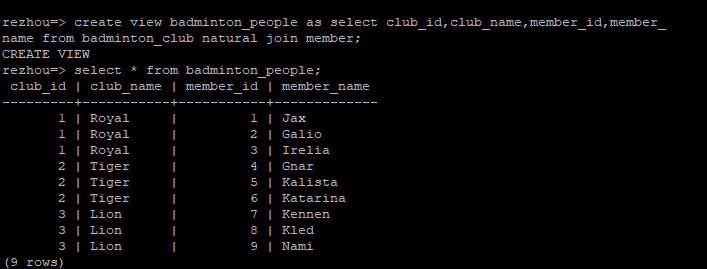 rezhou=> create view badminton_people as select club_id,club_name,member_id,member_
name from badminton_club natural join member;
CREATE VIEW
rezhou=> select * from badminton_people;
 club_id | club_name | member_id | member_name
---------+-----------+-----------+-------------
       1 | Royal     |         1 | Jax
       1 | Royal     |         2 | Galio
       1 | Royal     |         3 | Irelia
       2 | Tiger     |         4 | Gnar
       2 | Tiger     |         5 | Kalista
       2 | Tiger     |         6 | Katarina
       3 | Lion      |         7 | Kennen
       3 | Lion      |         8 | Kled
       3 | Lion      |         9 | Nami
(9 rows)